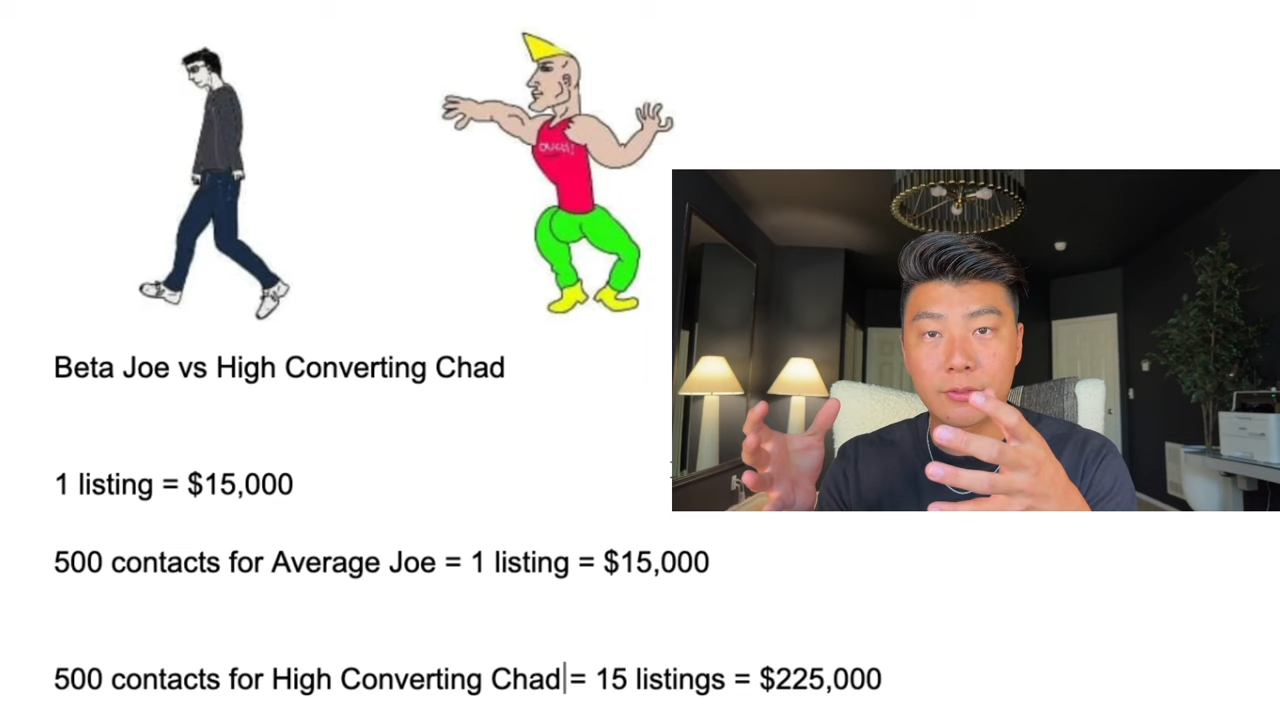 OUCH!
Beta Joe vs High Converting Chad
1 listing = $15,000
500 contacts for Average Joe = 1 listing = $15,000
500 contacts for High Converting Chad = 15 listings = $225,000